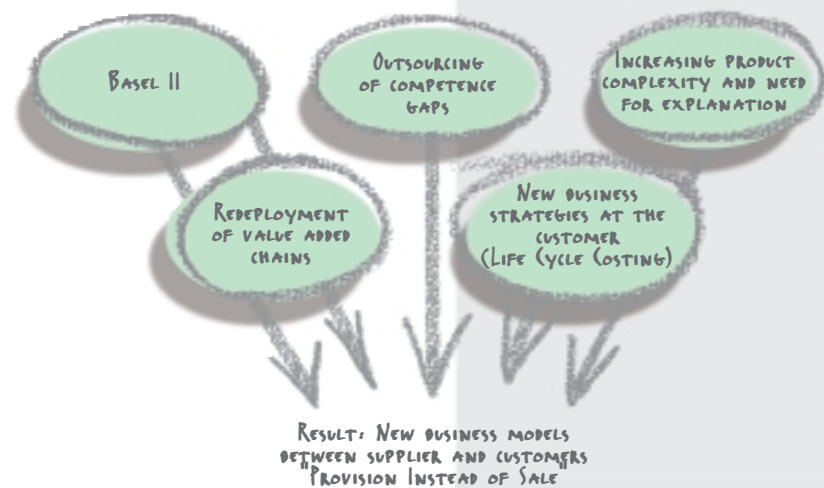 BASEL II
OUTSOURCING
OF COMPETENCE
GAPS
INCREASING PRODUCT
COMPLEXITY AND NEED
FOR EXPLANATION
REDEPLOYMENT
OF VALUE ADDED
CHAINS
NEW BUSINESS
STRATEGIES AT THE
CUSTOMER
(LIFE CYCLE COSTING)
RESULT: NEW BUSINESS MODELS
BETWEEN SUPPLIER AND CUSTOMERS
"PROVISION INSTEAD OF SALE"